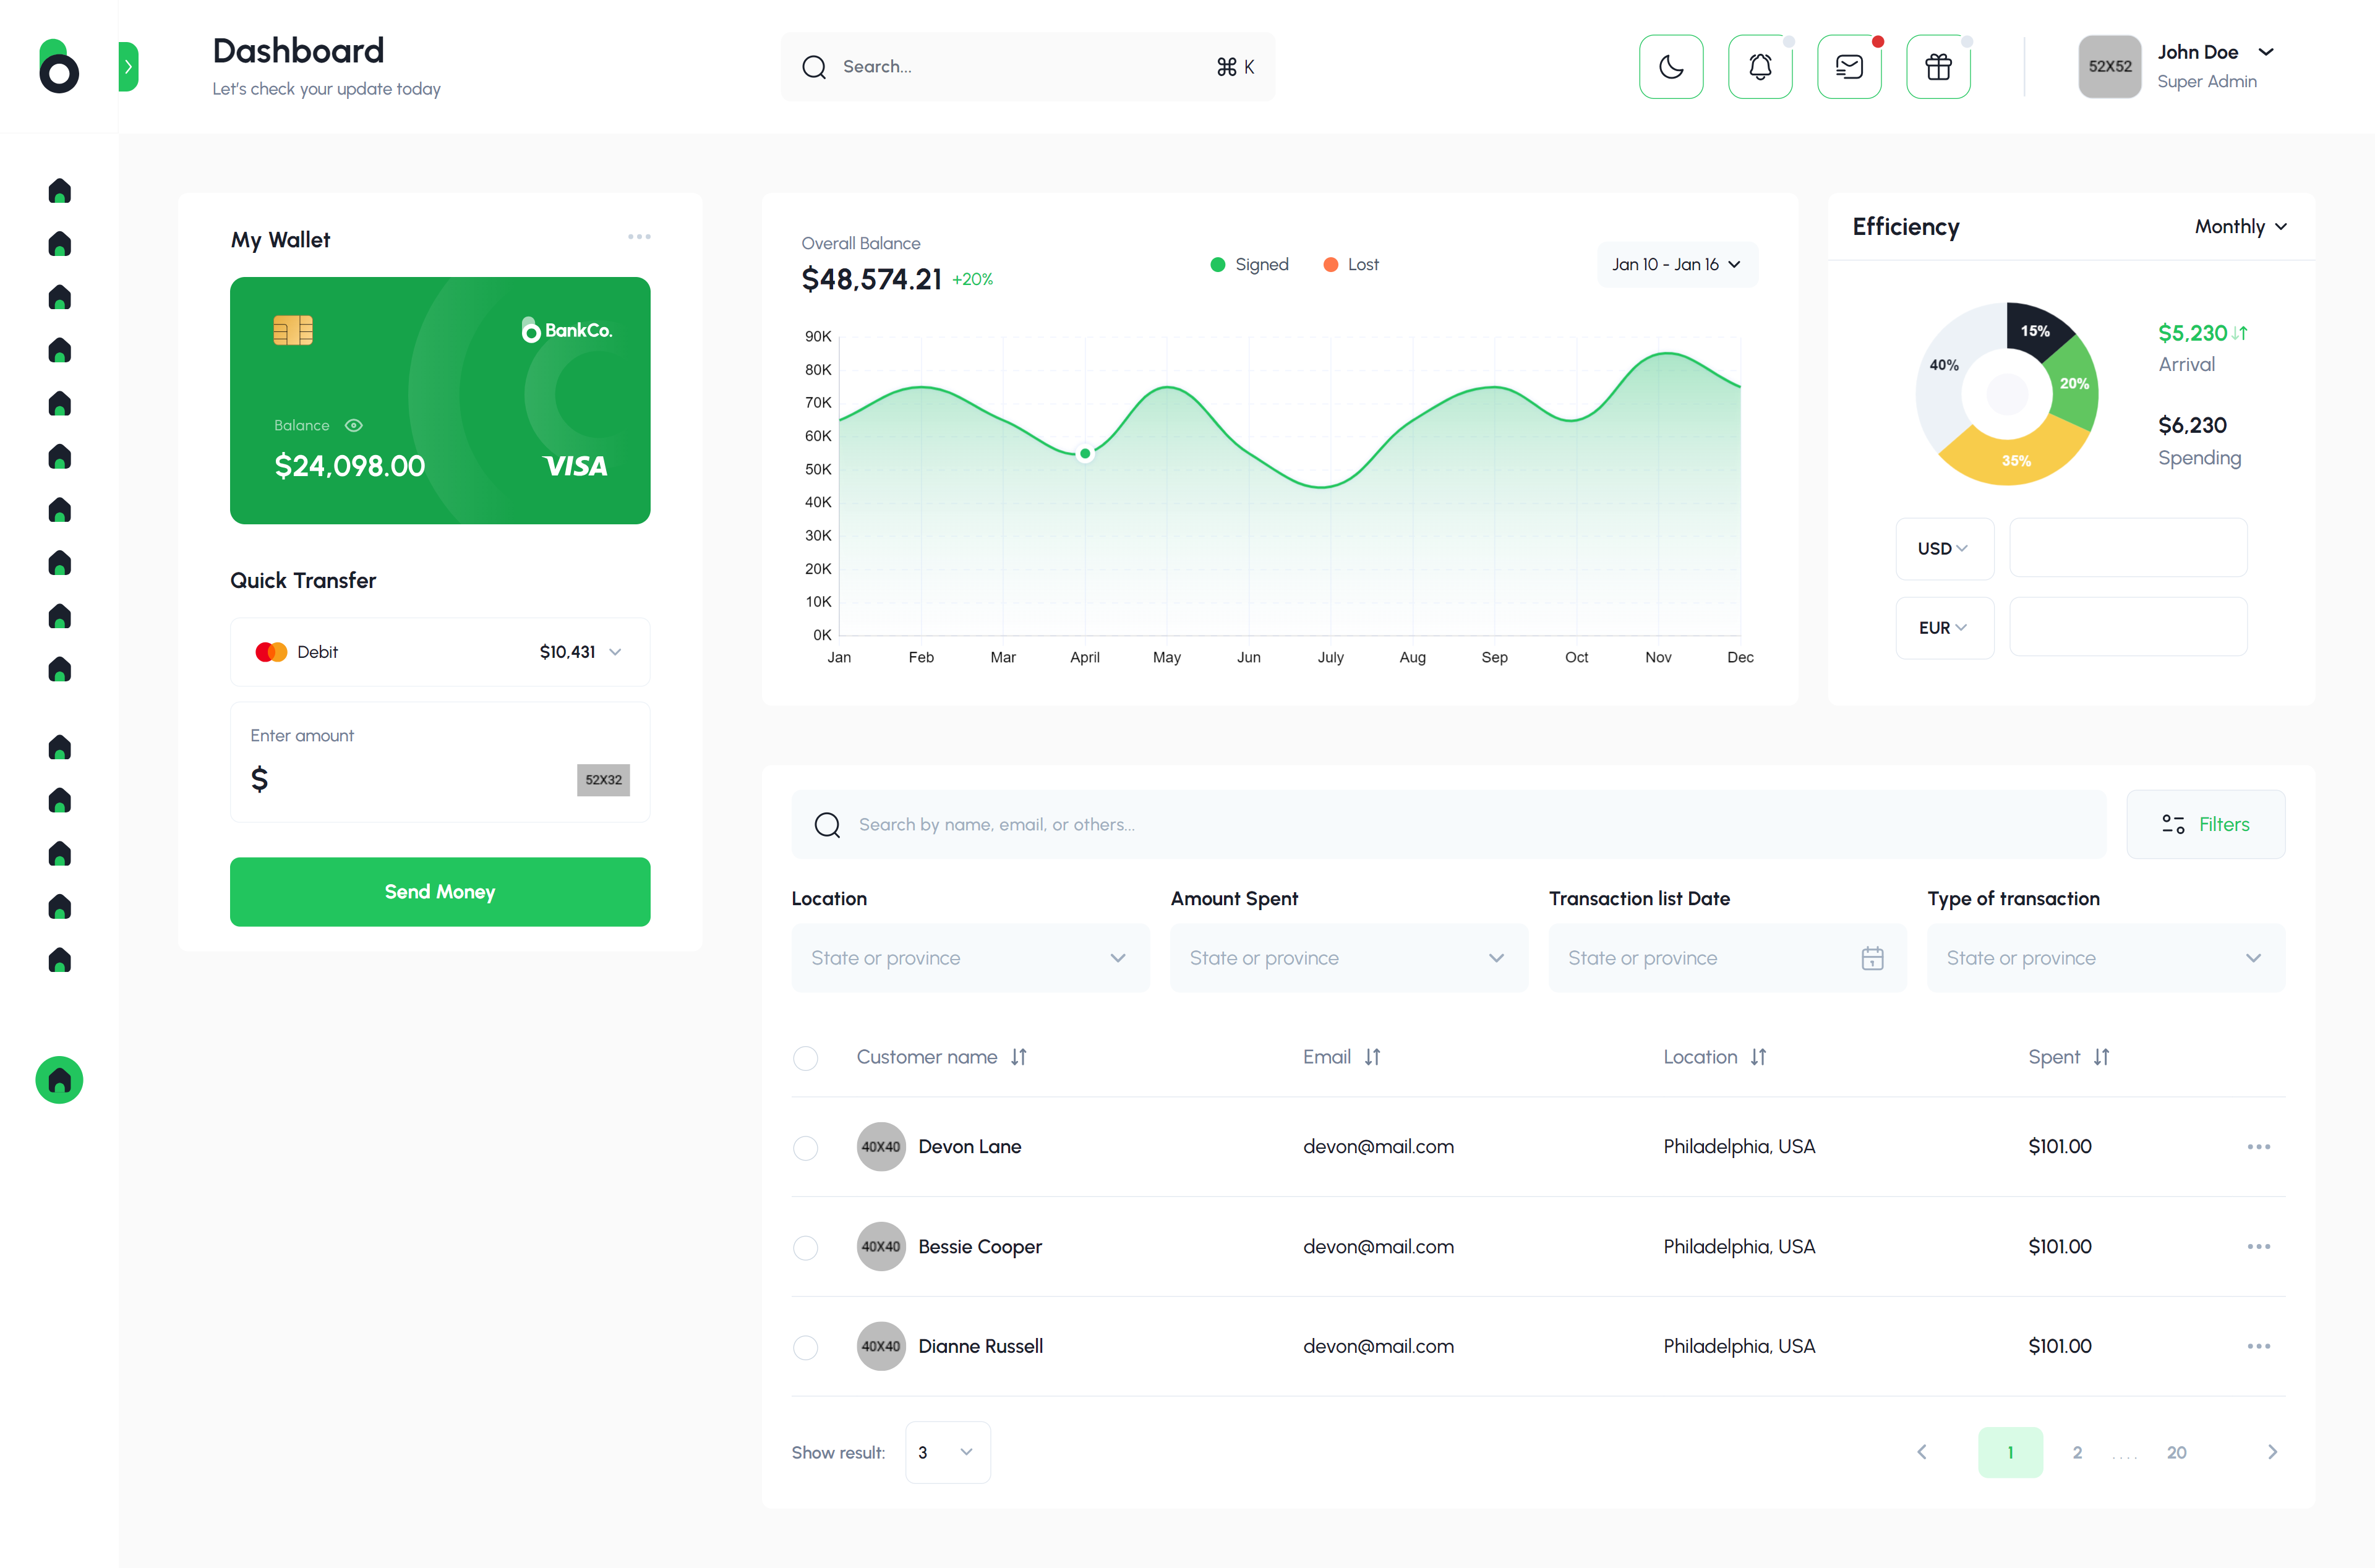 Dashboard
Let's check your update today
Search...
⌘ K
52X52
John Doe
Super Admin
My Wallet
BankCo.
Balance
$24,098.00
VISA
Quick Transfer
Debit
$10,431
Enter amount
$
52X32
Send Money
Overall Balance
$48,574.21 +20%
Signed
Lost
Jan 10 - Jan 16
90K
80K
70K
60K
50K
40K
30K
20K
10K
0K
Jan Feb Mar April May Jun July Aug Sep Oct Nov Dec
Efficiency
Monthly
15%
20%
35%
40%
$5,230
Arrival
$6,230
Spending
USD
EUR
Search by name, email, or others...
Filters
Location
Amount Spent
Transaction list Date
Type of transaction
State or province
State or province
State or province
1
State or province
Customer name Email Location Spent
40X40 Devon Lane devon@mail.com Philadelphia, USA $101.00
40X40 Bessie Cooper devon@mail.com Philadelphia, USA $101.00
40X40 Dianne Russell devon@mail.com Philadelphia, USA $101.00
Show result: 3
1 2 .... 20